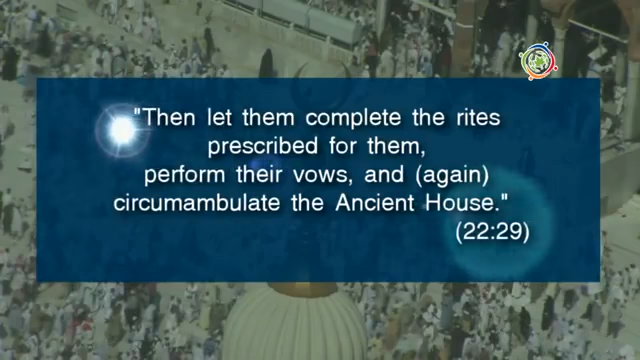 "Then let them complete the rites
prescribed for them,
perform their vows, and (again)
circumambulate the Ancient House."
(22:29)